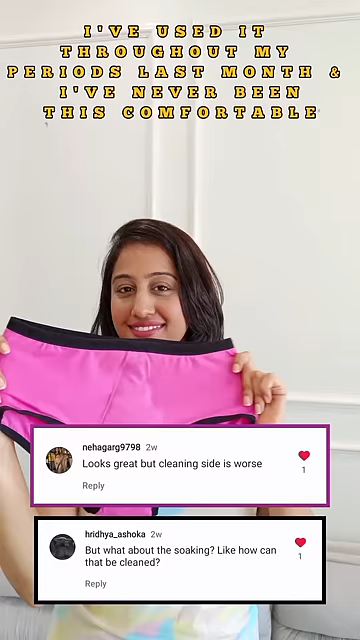 I'VE USED IT
THROUGHOUT MY
PERIODS LAST MONTH &
I'VE NEVER BEEN
THIS COMFORTABLE
nehagarg9798 2w
Looks great but cleaning side is worse
1
Reply
hridhya_ashoka 2w
But what about the soaking? Like how can
that be cleaned?
1
Reply